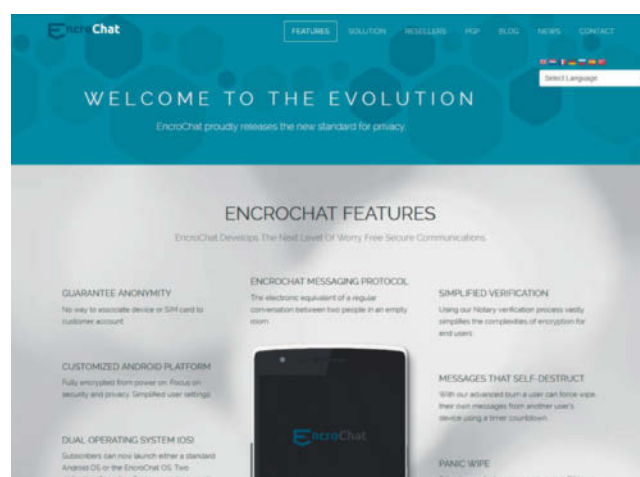 EncroChat
FEATURES SOLUTION RESELLERS PGP BLOG NEWS CONTACT
Select Language
WELCOME TO THE EVOLUTION
EncroChat proudly releases the new standard for privacy.
ENCROCHAT FEATURES
EncroChat Develops The Next Level Of Worry Free Secure Communications.
GUARANTEE ANONYMITY
No way to associate device or SIM card to
customer account
CUSTOMIZED ANDROID PLATFORM
Fully encrypted from power on. Focus on
security and privacy. Simplified user settings.
DUAL OPERATING SYSTEM (OS)
Subscribers can now launch either a standard
Android OS or the EncroChat OS. Two
ENCROCHAT MESSAGING PROTOCOL
The electronic equivalent of a regular
conversation between two people in an empty
room.
EncroChat
SIMPLIFIED VERIFICATION
Using our Notary verification process vastly
simplifies the complexities of encryption for
end users
MESSAGES THAT SELF-DESTRUCT
With our advanced burn a user can force wipe
their own messages from another user's
device using a timer countdown
PANIC WIPE